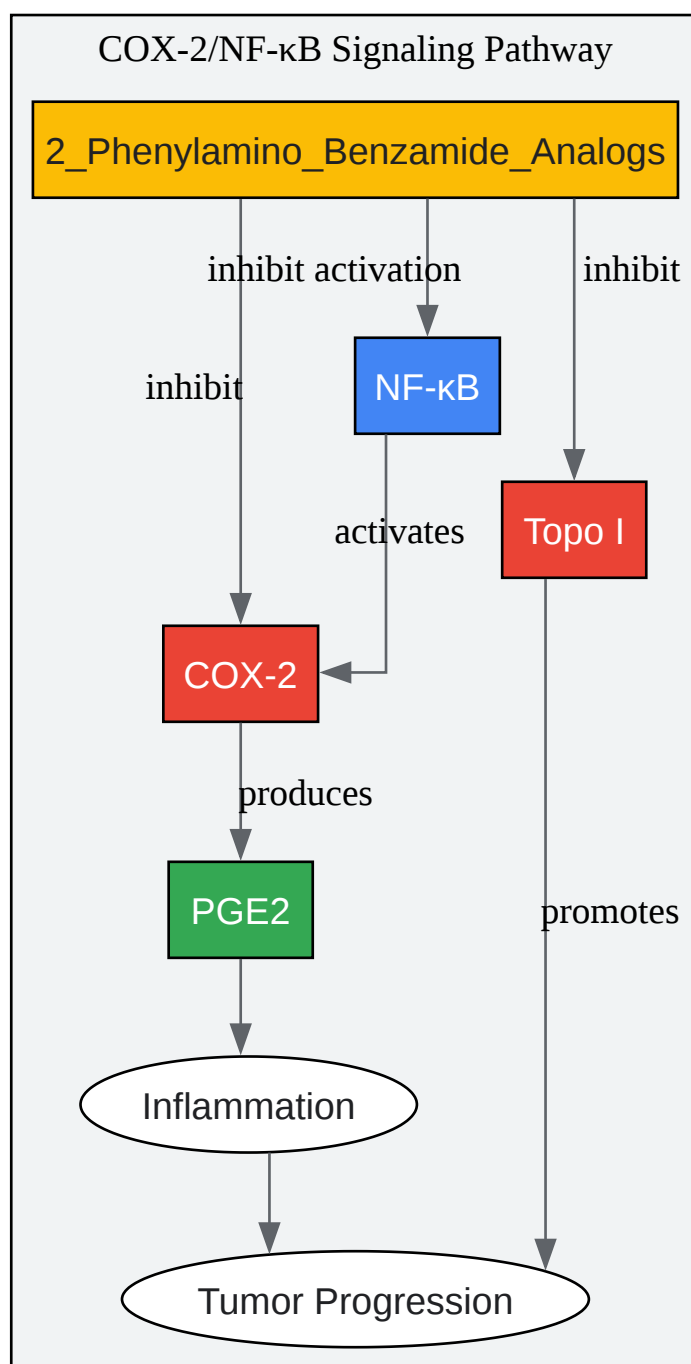 COX-2/NF-κB Signaling Pathway
2_Phenylamino_Benzamide_Analogs
inhibit activation
inhibit
inhibit
NF-κB
activates
Topo I
COX-2
produces
PGE2
promotes
Inflammation
Tumor Progression